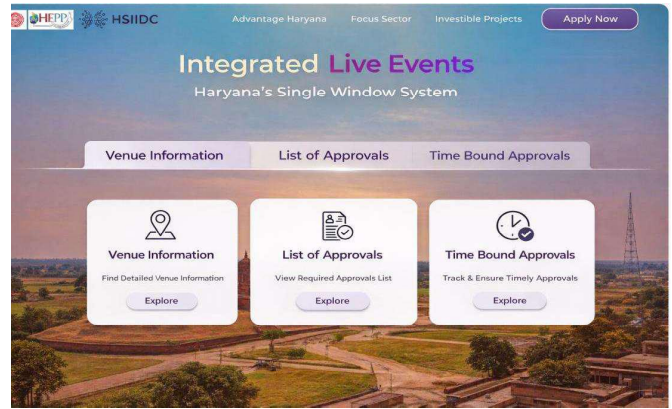 HEPP HSIIDC Advantage Haryana Focus Sector Investible Projects Apply Now
Integrated Live Events
Haryana's Single Window System
Venue Information List of Approvals Time Bound Approvals
Venue Information List of Approvals Time Bound Approvals
Find Detailed Venue Information View Required Approvals List Track & Ensure Timely Approvals
Explore Explore Explore